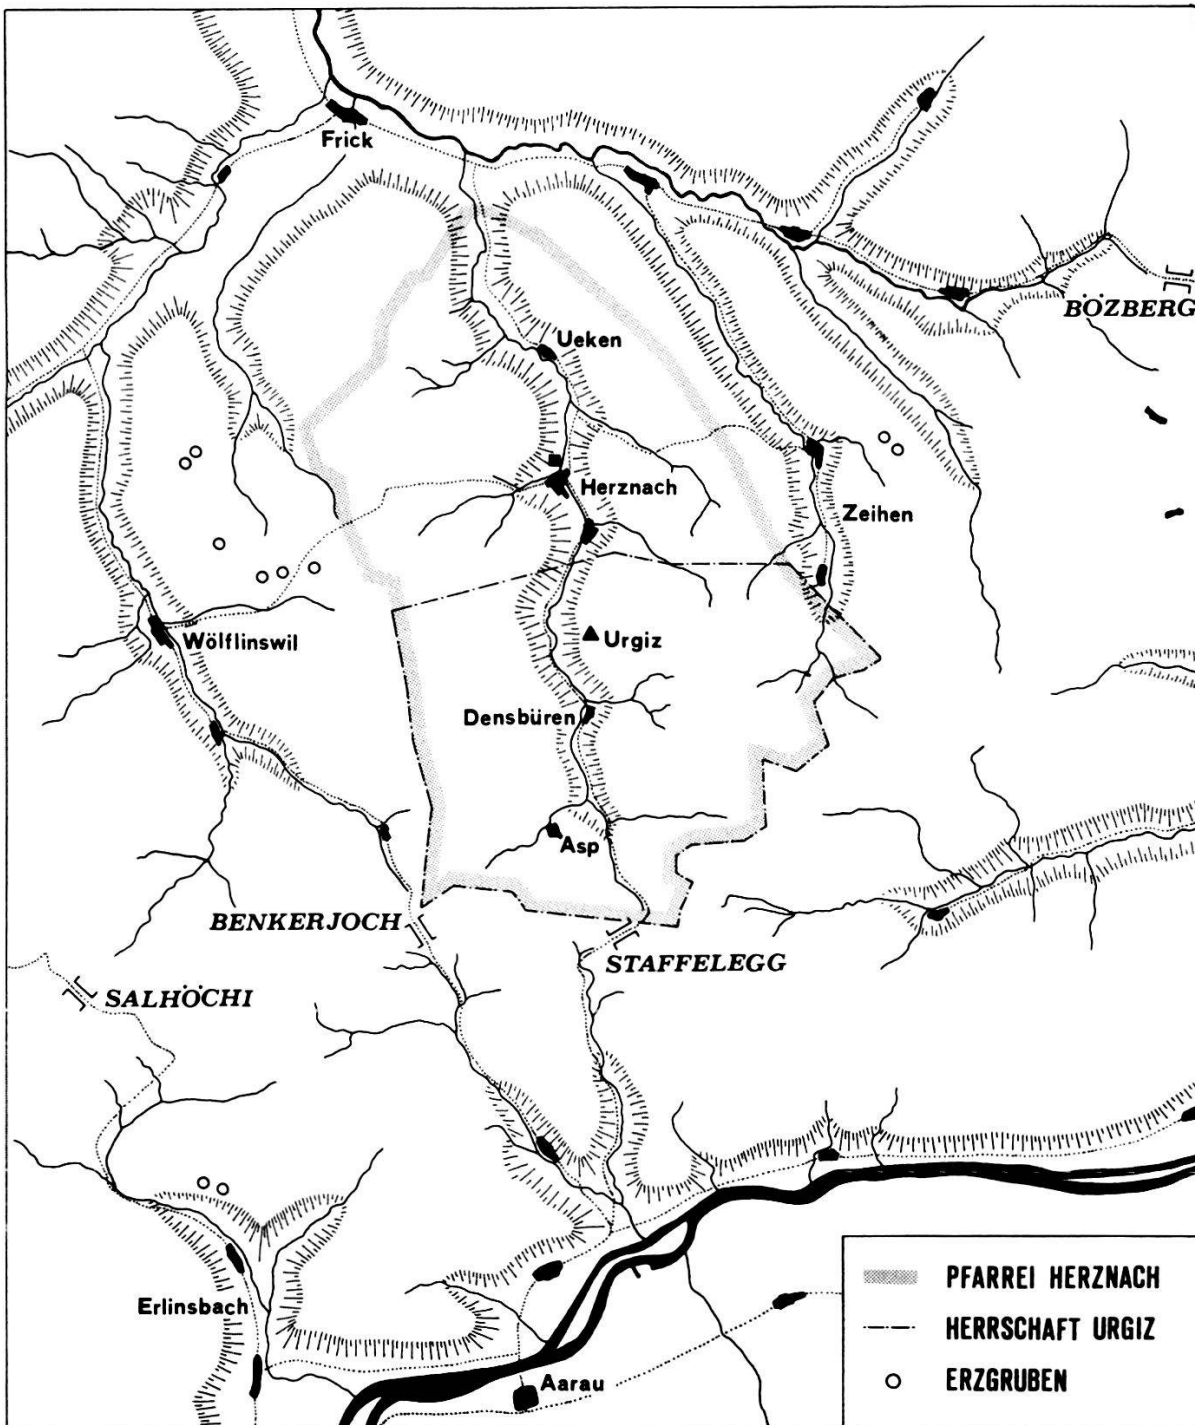 Frick
BÖZBERG
Ueken
Herznach
Zeihen
Urgiz
Wölflinswil
Densbüren
Asp
BENKERJOCH
STAFFELEGG
SALHÖCHI
Erlinsbach
Aarau
PFARREI HERZNACH
HERRSCHAFT URGIZ
ERZGRUBEN